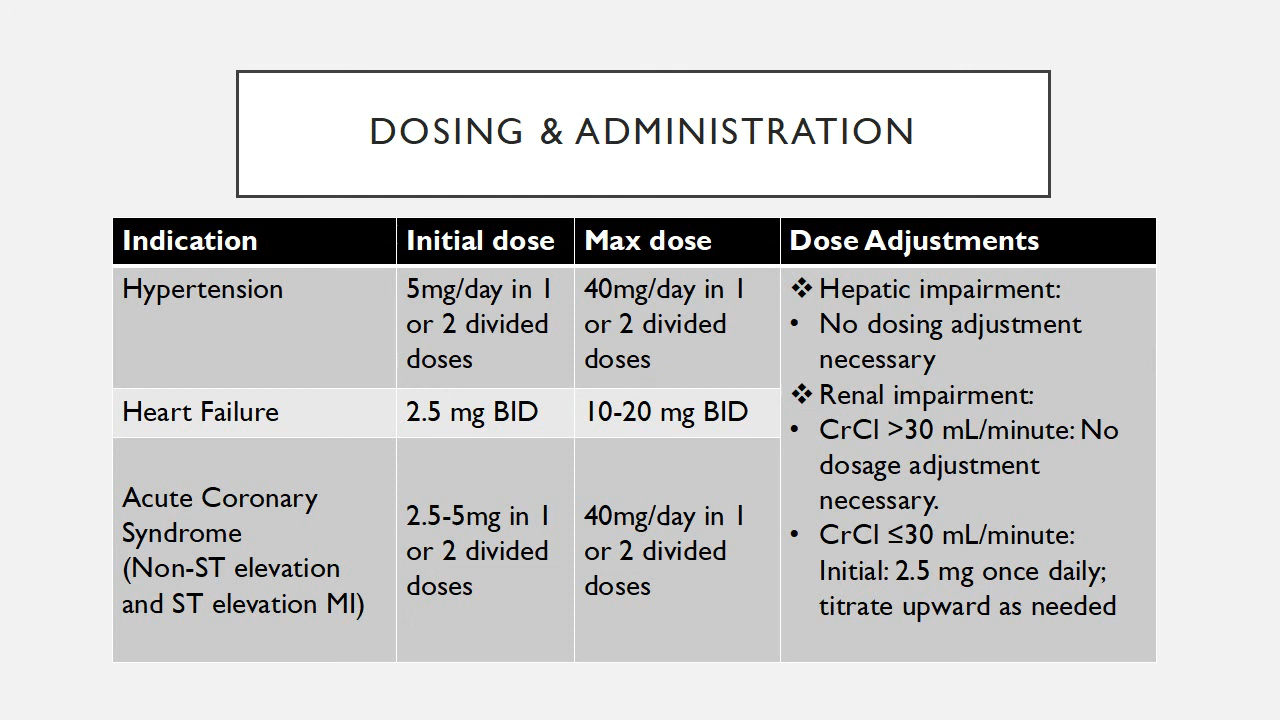 DOSING & ADMINISTRATION
Indication
Initial dose
Max dose
Dose Adjustments
Hypertension
5mg/day in 1
or 2 divided
doses
40mg/day in 1
or 2 divided
doses
❖ Hepatic impairment:
• No dosing adjustment
necessary
❖ Renal impairment:
• CrCl >30 mL/minute: No
dosage adjustment
necessary.
• CrCl ≤30 mL/minute:
Initial: 2.5 mg once daily;
titrate upward as needed
Heart Failure
2.5 mg BID
10-20 mg BID
Acute Coronary
Syndrome
(Non-ST elevation
and ST elevation MI)
2.5-5mg in 1
or 2 divided
doses
40mg/day in 1
or 2 divided
doses